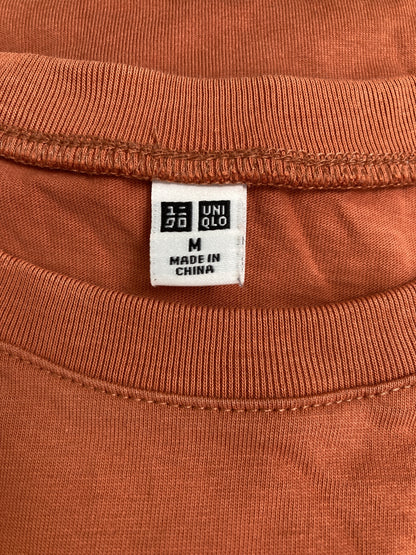 ユニ UNI
クロ QLO
M
MADE IN
CHINA